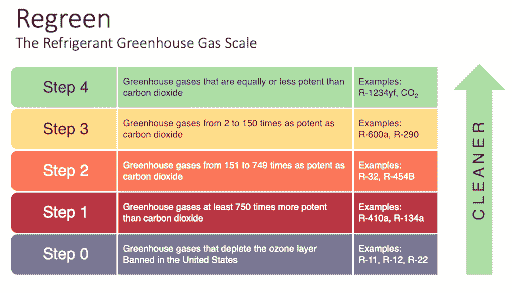 Regreen
The Refrigerant Greenhouse Gas Scale
Step 4
Greenhouse gases that are equally or less potent than
carbon dioxide
Examples:
R-1234yf, CO₂
Step 3
Greenhouse gases from 2 to 150 times as potent as
carbon dioxide
Examples:
R-600a, R-290
Step 2
Greenhouse gases from 151 to 749 times as potent as
carbon dioxide
Examples:
R-32, R-454B
Step 1
Greenhouse gases at least 750 times more potent
than carbon dioxide
Examples:
R-410a, R-134a
Step 0
Greenhouse gases that deplete the ozone layer
Banned in the United States
Examples:
R-11, R-12, R-22
CLEANER